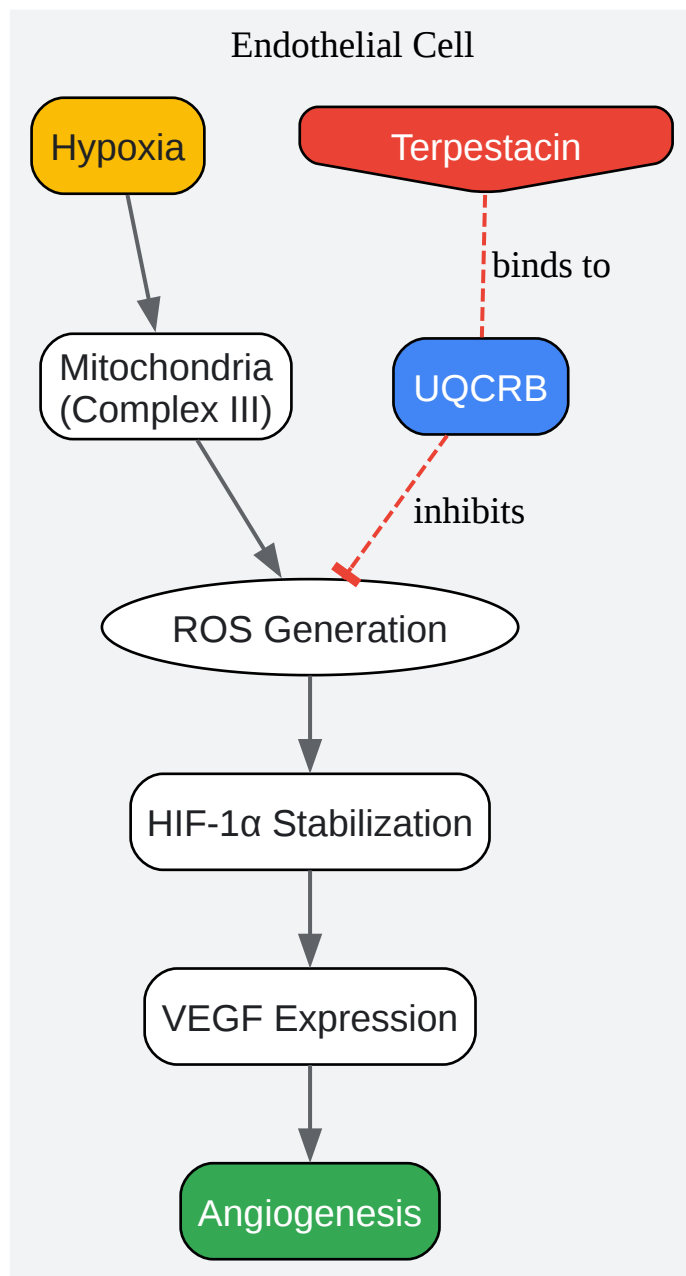 Endothelial Cell
Hypoxia
Terpestacin
binds to
Mitochondria
(Complex III)
UQCRB
inhibits
ROS Generation
HIF-1α Stabilization
VEGF Expression
Angiogenesis